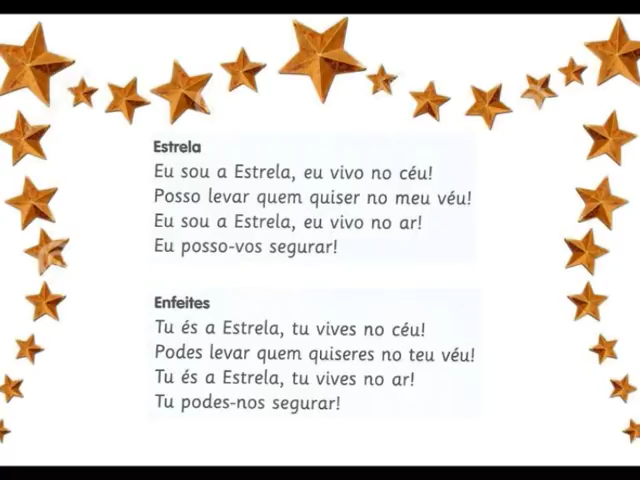 Estrela
Eu sou a Estrela, eu vivo no céu!
Posso levar quem quiser no meu véu!
Eu sou a Estrela, eu vivo no ar!
Eu posso-vos segurar!
Enfeites
Tu és a Estrela, tu vives no céu!
Podes levar quem quiseres no teu véu!
Tu és a Estrela, tu vives no ar!
Tu podes-nos segurar!